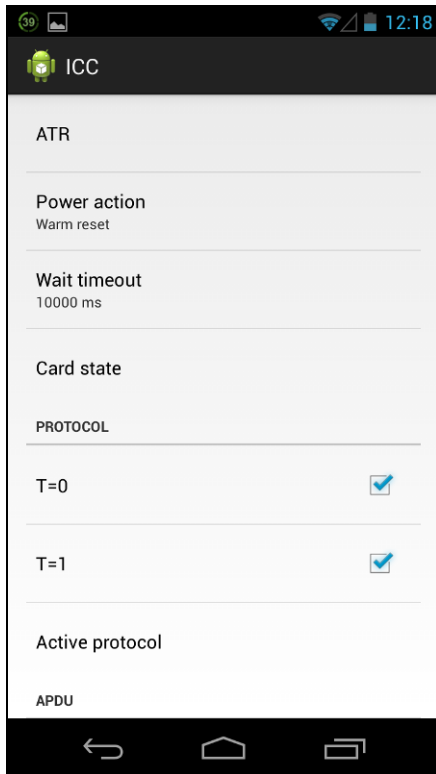 39
12:18
ICC
ATR
Power action
Warm reset
Wait timeout
10000 ms
Card state
PROTOCOL
T=0
T=1
Active protocol
APDU